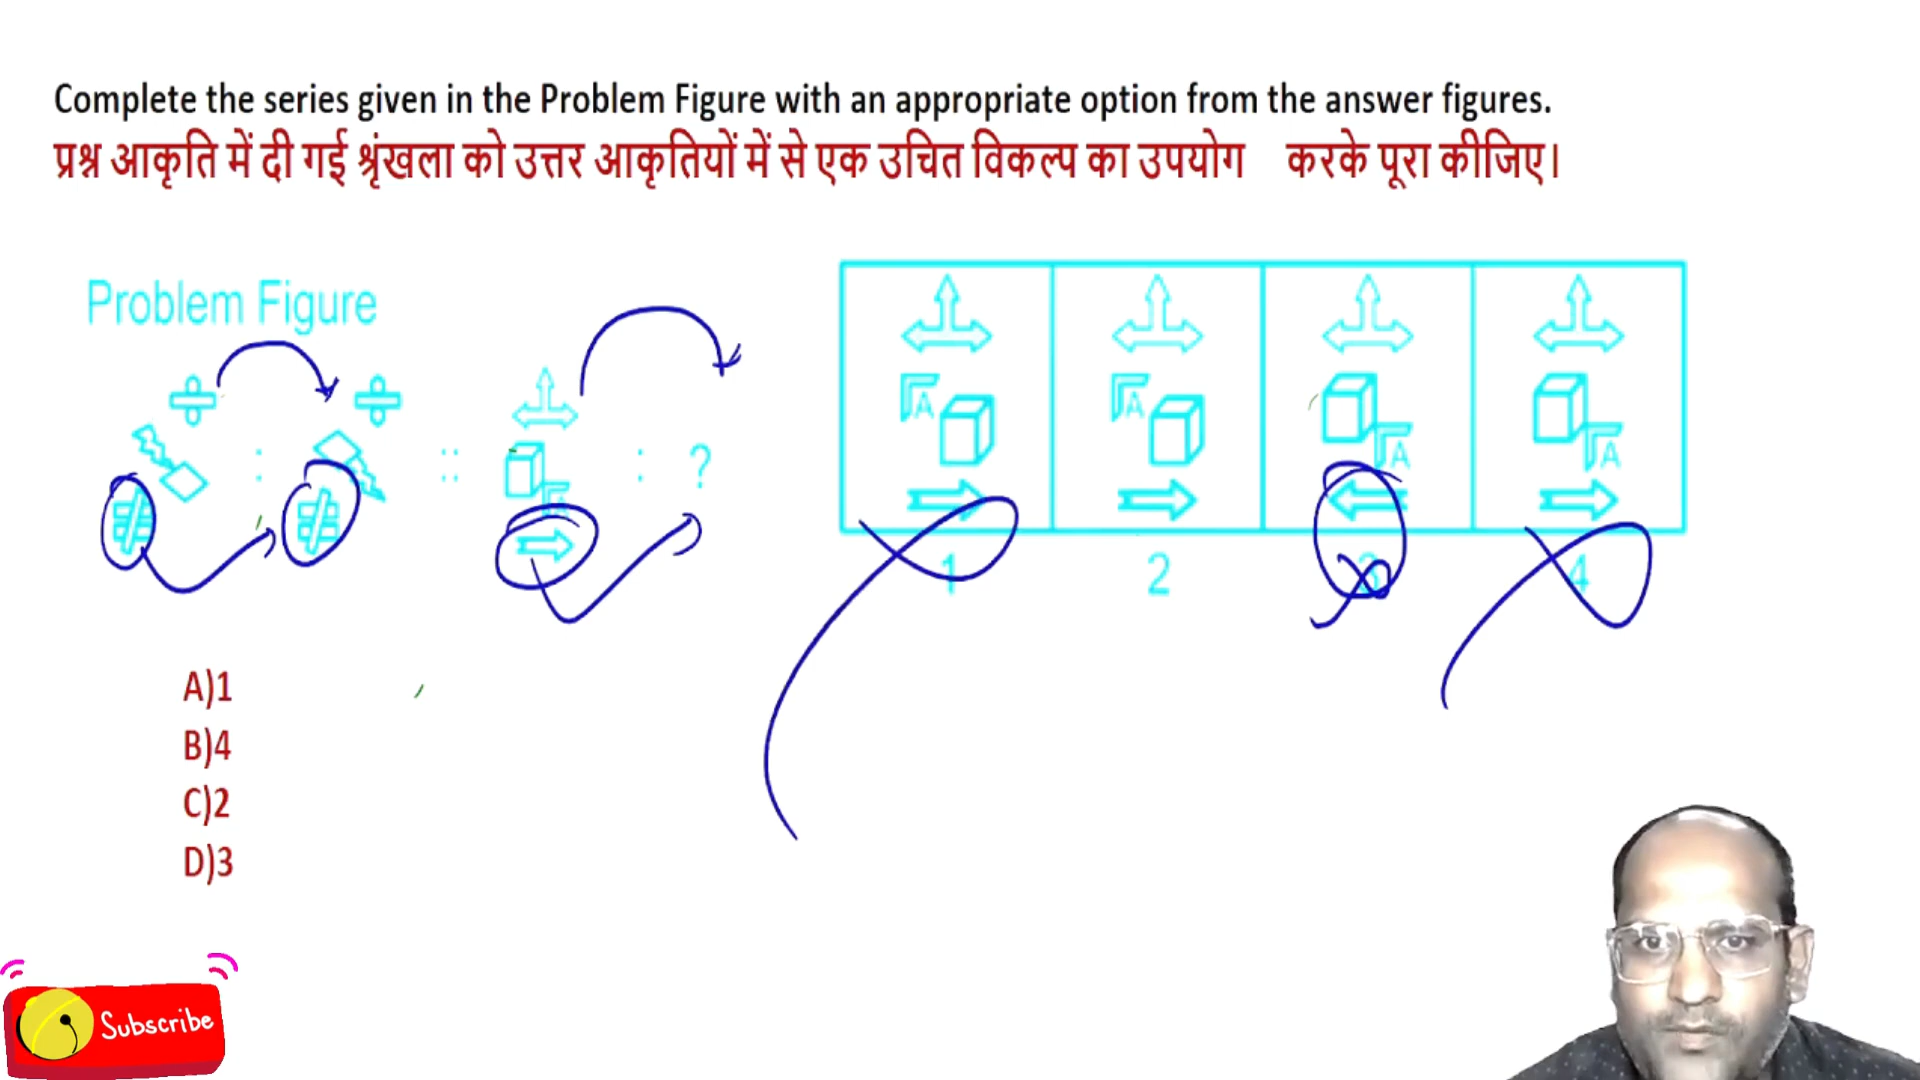 Complete the series given in the Problem Figure with an appropriate option from the answer figures.
प्रश्न आकृति में दी गई श्रृंखला को उत्तर आकृतियों में से एक उचित विकल्प का उपयोग करके पूरा कीजिए।
Problem Figure
: :: : ?
A
A
A
A
1 2 3 4
A)1
B)4
C)2
D)3
Subscribe